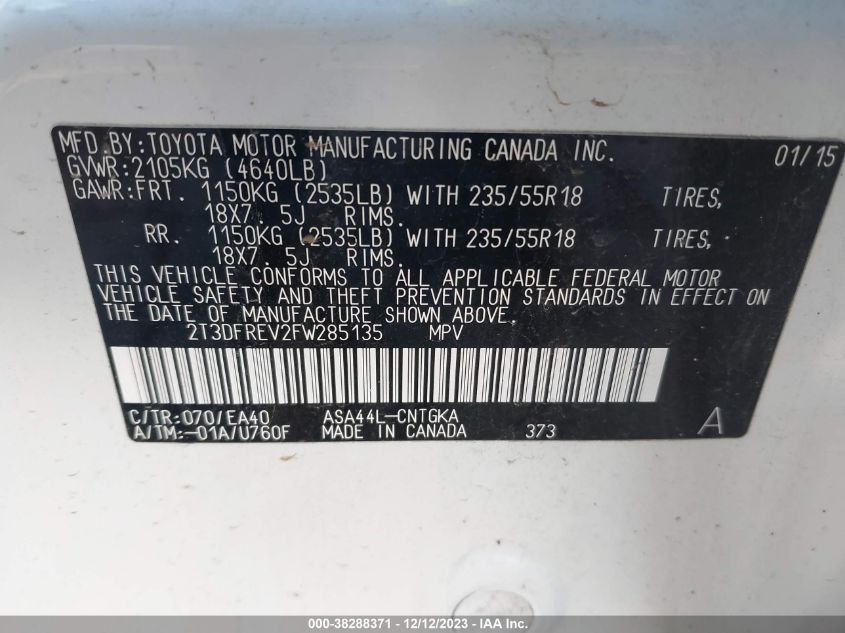 MFD.BY:TOYOTA MOTOR MANUFACTURING CANADA INC. 01/15
GVWR:2105KG (4640LB)
GAWR:FRT. 1150KG (2535LB) WITH 235/55R18 TIRES,
18X7. 5J RIMS.
RR. 1150KG (2535LB) WITH 235/55R18 TIRES,
18X7. 5J RIMS.
THIS VEHICLE CONFORMS TO ALL APPLICABLE FEDERAL MOTOR
VEHICLE SAFETY AND THEFT PREVENTION STANDARDS IN EFFECT ON
THE DATE OF MANUFACTURE SHOWN ABOVE.
2T3DFREV2FW285135 MPV
C/TR:070/EA40 ASA44L-CNTGKA
A/TM:-01A/U760F MADE IN CANADA 373 A
000-38288371 - 12/12/2023 - IAA Inc.